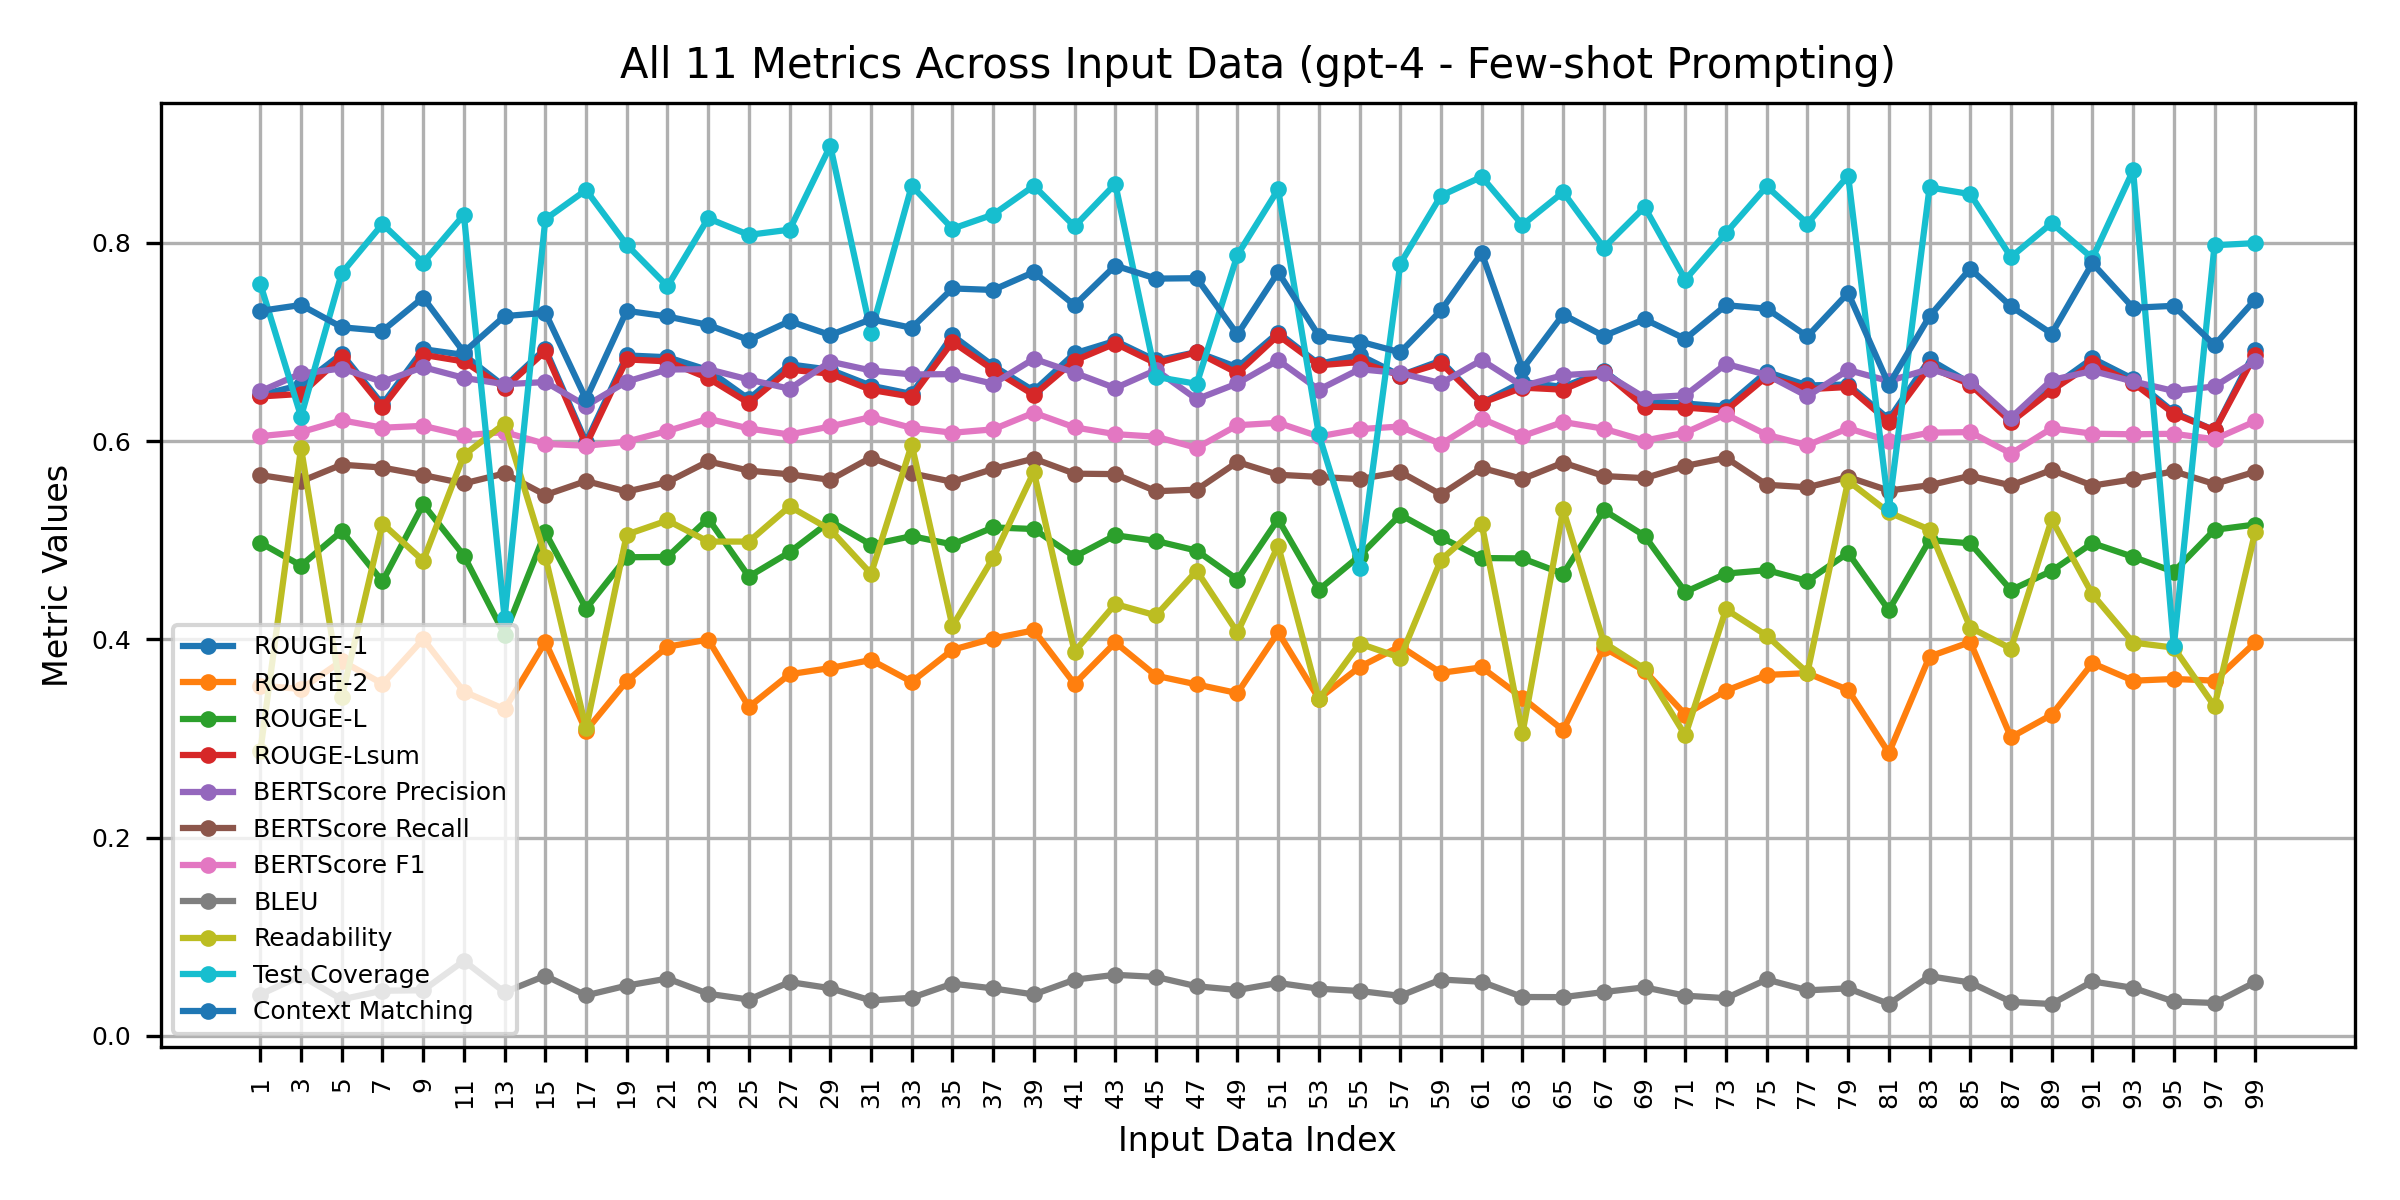 All 11 Metrics Across Input Data (gpt-4 - Few-shot Prompting)
Metric Values
0.8
0.6
0.4
0.2
0.0
ROUGE-1
ROUGE-2
ROUGE-L
ROUGE-Lsum
BERTScore Precision
BERTScore Recall
BERTScore F1
BLEU
Readability
Test Coverage
Context Matching
1 3 5 7 9 11 13 15 17 19 21 23 25 27 29 31 33 35 37 39 41 43 45 47 49 51 53 55 57 59 61 63 65 67 69 71 73 75 77 79 81 83 85 87 89 91 93 95 97 99
Input Data Index